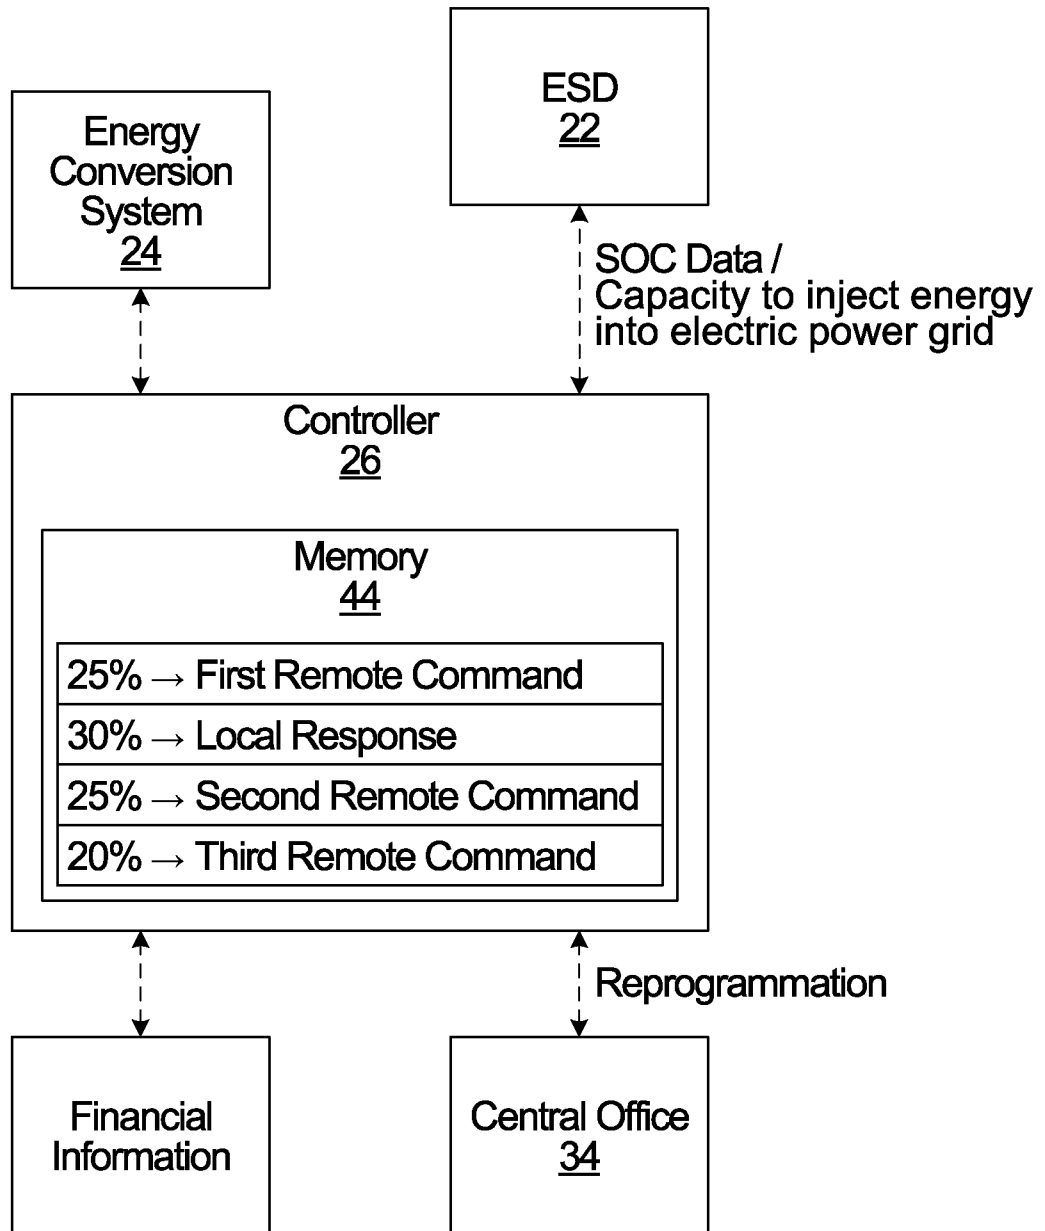 ESD
22
Energy
Conversion
System
24
SOC Data /
Capacity to inject energy
into electric power grid
Controller
26
Memory
44
25% → First Remote Command
30% → Local Response
25% → Second Remote Command
20% → Third Remote Command
Reprogrammation
Financial
Information
Central Office
34